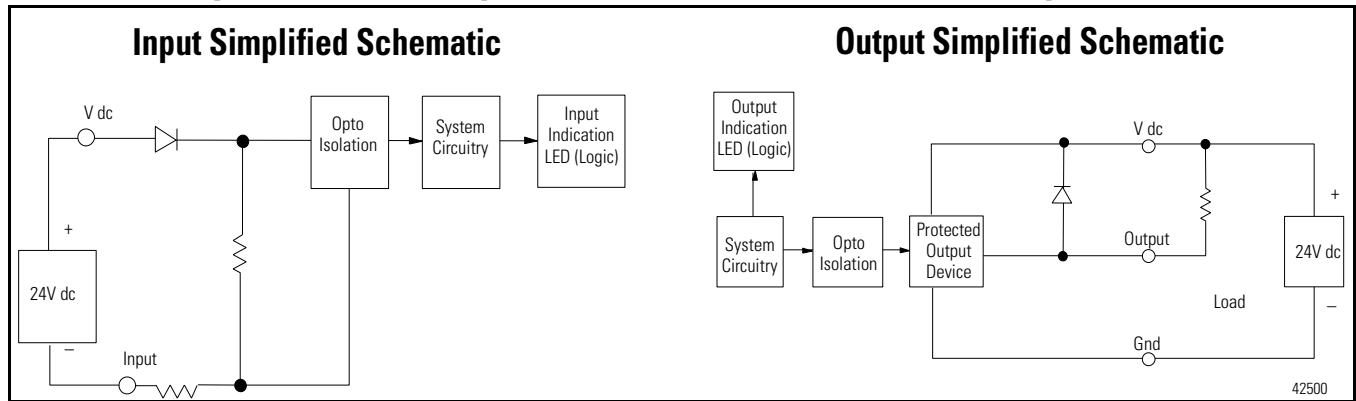 Input Simplified Schematic
V dc
+
24V dc
–
Input
Opto
Isolation
System
Circuitry
Input
Indication
LED (Logic)
Output Simplified Schematic
Output
Indication
LED (Logic)
System
Circuitry
Opto
Isolation
Protected
Output
Device
V dc
Output
Load
Gnd
+
24V dc
–
42500